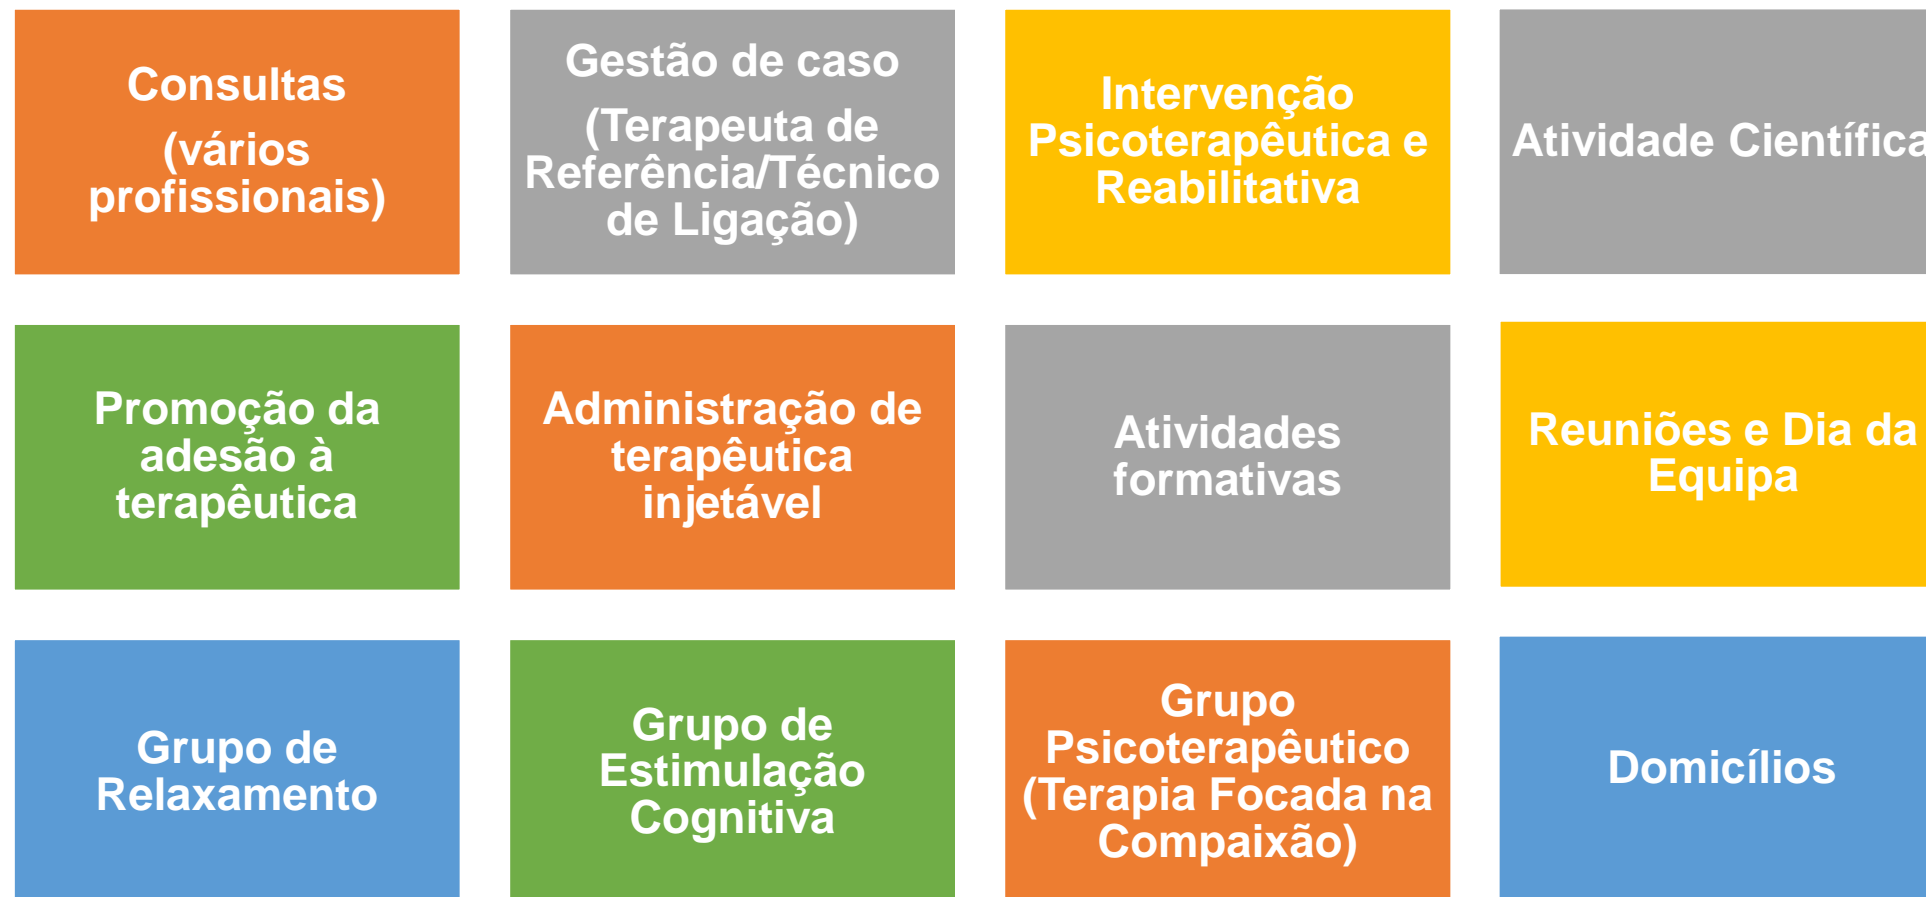 Consultas
(vários
profissionais)
Gestão de caso
(Terapeuta de
Referência/Técnico
de Ligação)
Intervenção
Psicoterapêutica e
Reabilitativa
Atividade Científica
Promoção da
adesão à
terapêutica
Administração de
terapêutica
injetável
Atividades
formativas
Reuniões e Dia da
Equipa
Grupo de
Relaxamento
Grupo de
Estimulação
Cognitiva
Grupo
Psicoterapêutico
(Terapia Focada na
Compaixão)
Domicílios